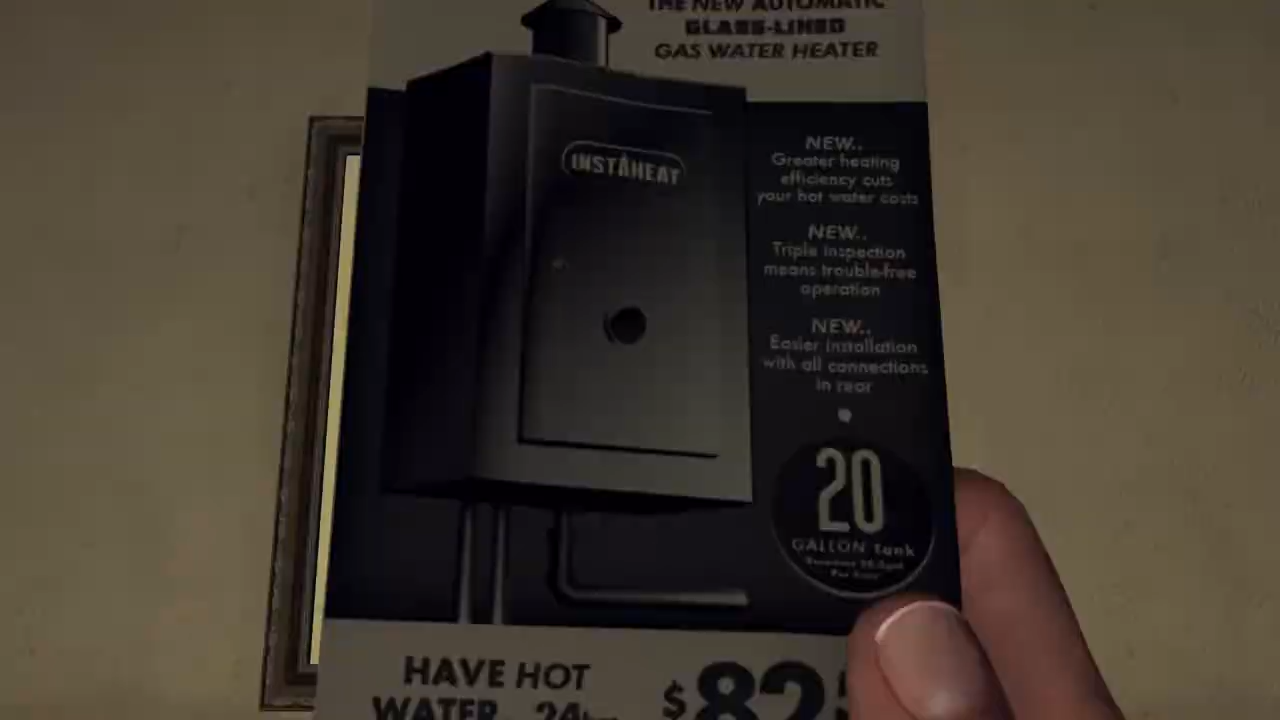 THE NEW AUTOMATIC
GLASS-LINED
GAS WATER HEATER
INSTAHEAT
NEW..
Greater heating
efficiency cuts
your hot water costs
NEW..
Triple inspection
means trouble-free
operation
NEW..
Easier installation
with all connections
in rear
20
GALLON Tank
HAVE HOT
WATER.. 24
$82